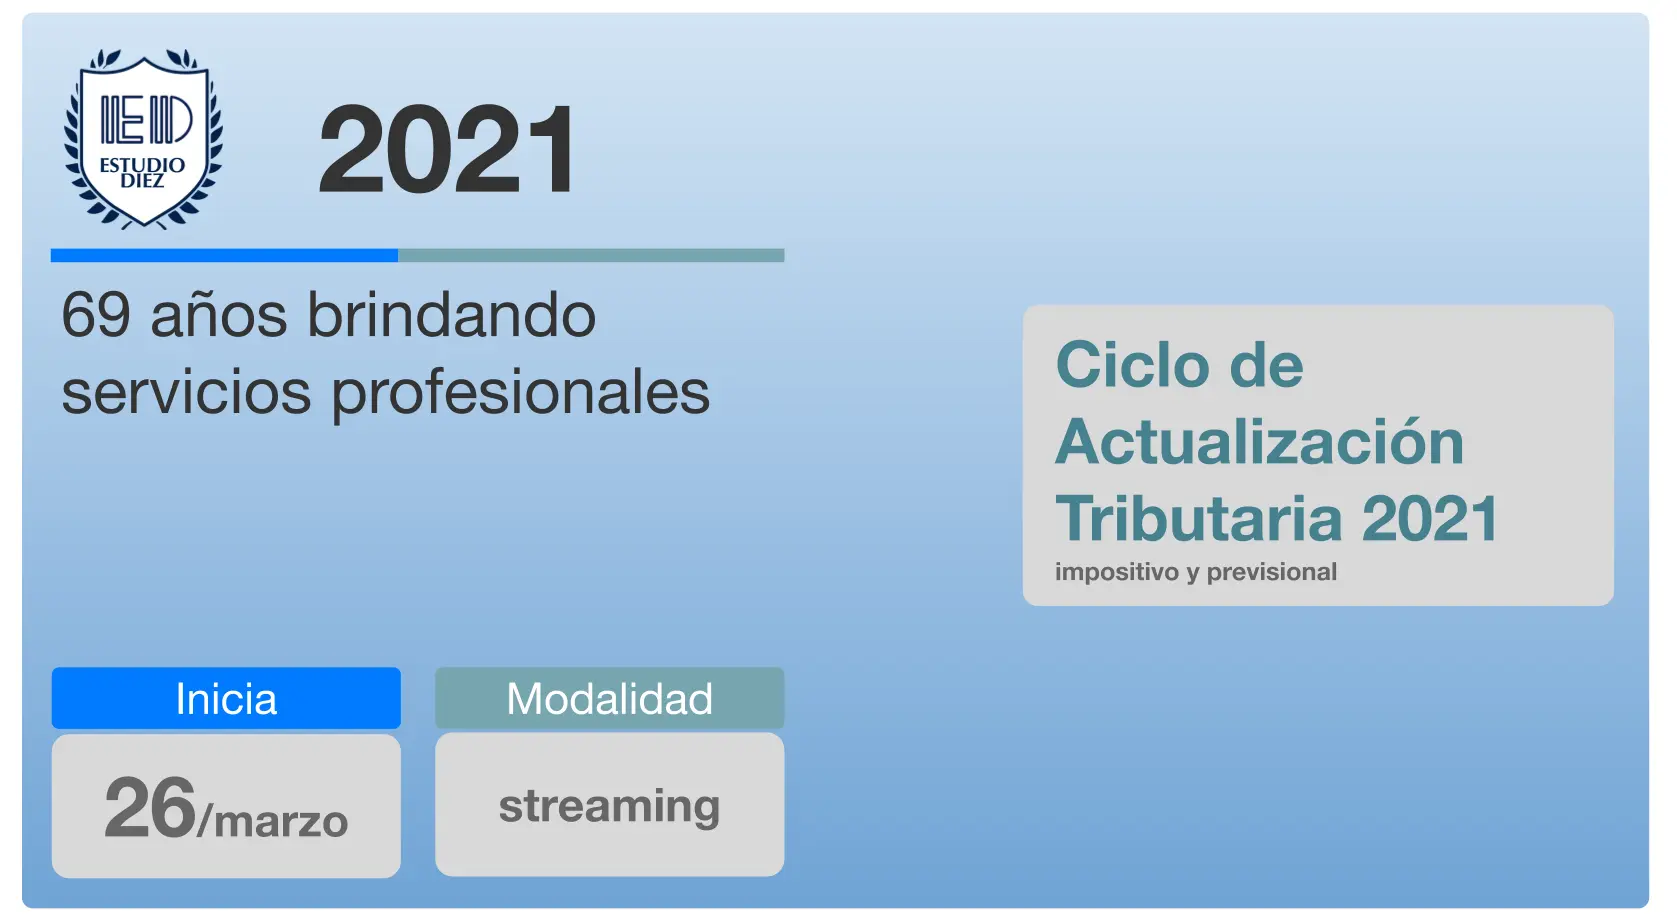 ED
ESTUDIO
DIEZ
2021
69 años brindando
servicios profesionales
Ciclo de
Actualización
Tributaria 2021
impositivo y previsional
Inicia
26/marzo
Modalidad
streaming